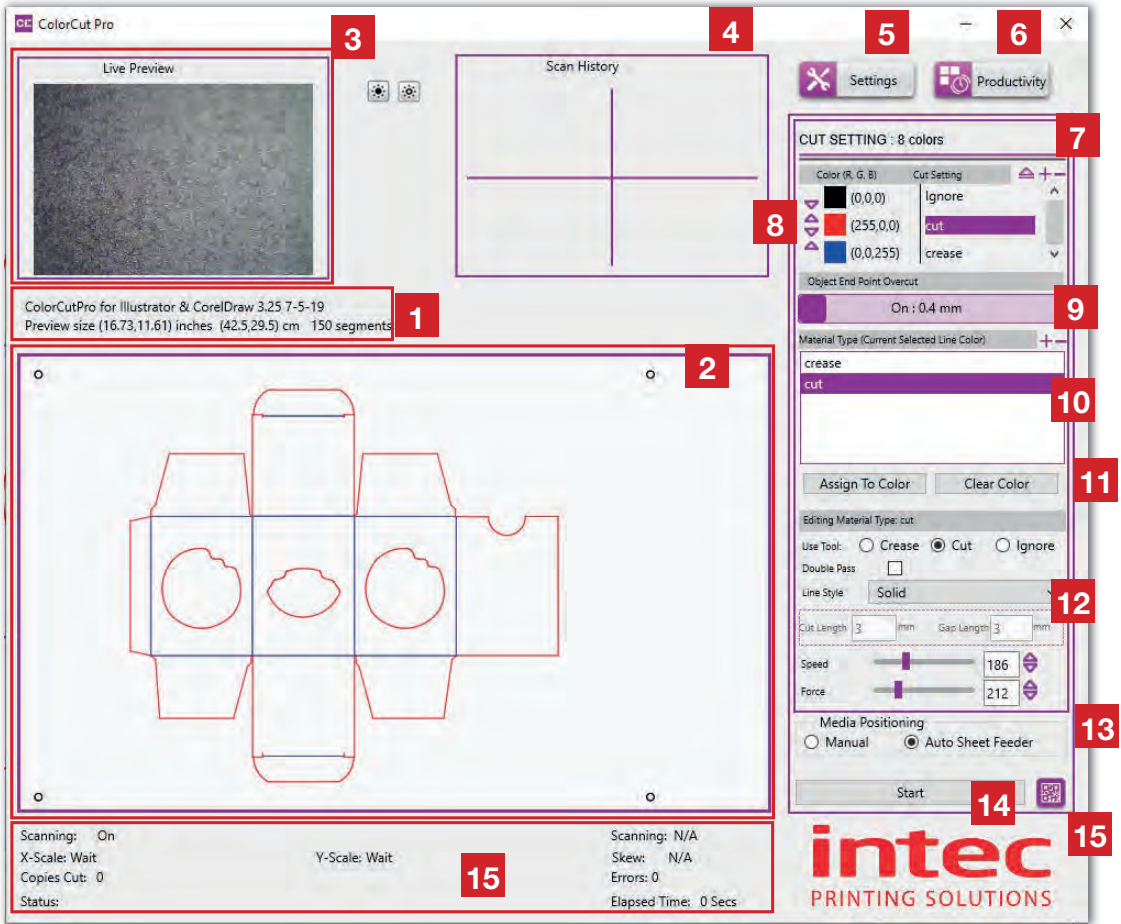 CC ColorCut Pro
3
4
5
6
Live Preview
Scan History
Settings
Productivity
7
CUT SETTING : 8 colors
Color (R, G, B) Cut Setting
(0,0,0) Ignore
8
(255,0,0) cut
(0,0,255) crease
Object End Point Overcut
On : 0.4 mm
9
ColorCutPro for Illustrator & CorelDraw 3.25 7-5-19
Preview size (16.73,11.61) inches (42.5,29.5) cm 150 segments
1
2
Material Type (Current Selected Line Color)
crease
cut
10
Assign To Color Clear Color
11
Editing Material Type: cut
Use Tool: Crease Cut Ignore
Double Pass
Line Style Solid
12
Cut Length 3 mm Gap Length 3 mm
Speed 186
Force 212
Media Positioning
13
Manual Auto Sheet Feeder
Start
14
15
Scanning: On Scanning: N/A
X-Scale: Wait Y-Scale: Wait Skew: N/A
Copies Cut: 0 Errors: 0
15
Status: Elapsed Time: 0 Secs
intec
PRINTING SOLUTIONS